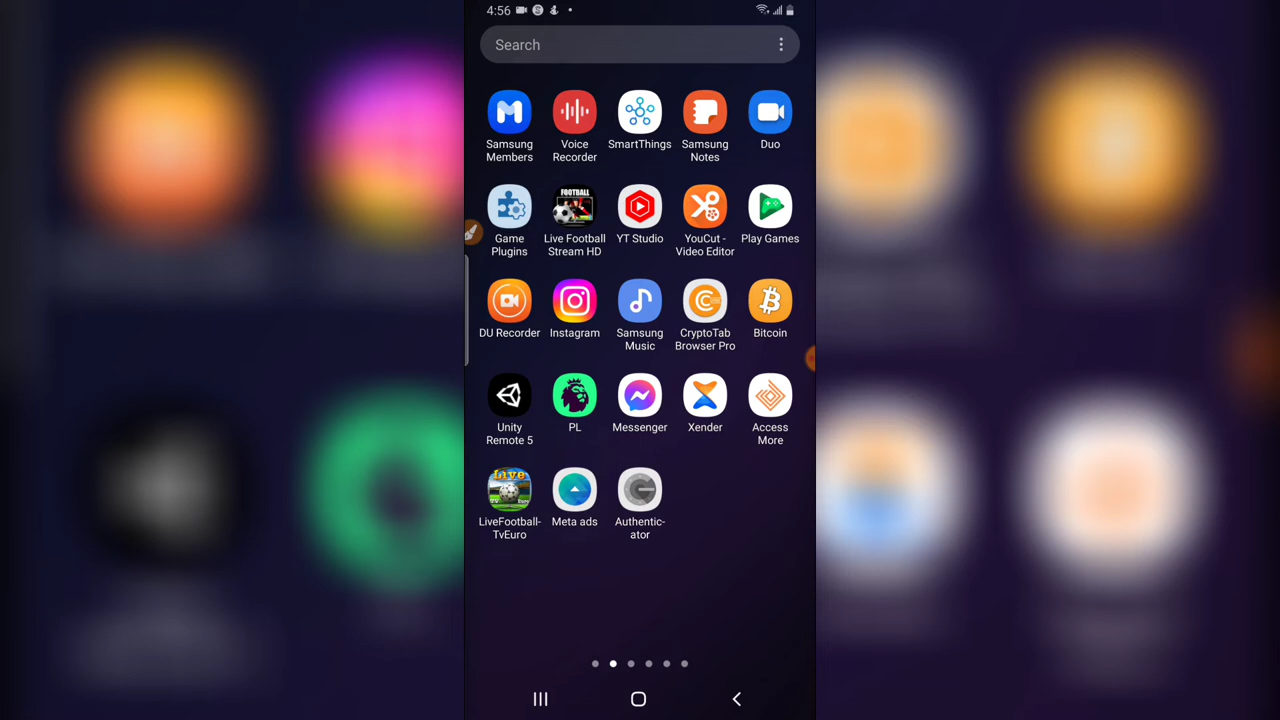 4:56
Search
Samsung Members
Voice Recorder
SmartThings
Samsung Notes
Duo
Game Plugins
FOOTBALL
Live Football Stream HD
YT Studio
YouCut - Video Editor
Play Games
DU Recorder
Instagram
Samsung Music
CryptoTab Browser Pro
Bitcoin
Unity Remote 5
PL
Messenger
Xender
Access More
Live
TV Euro
LiveFootball-TvEuro
Meta ads
Authentic-ator